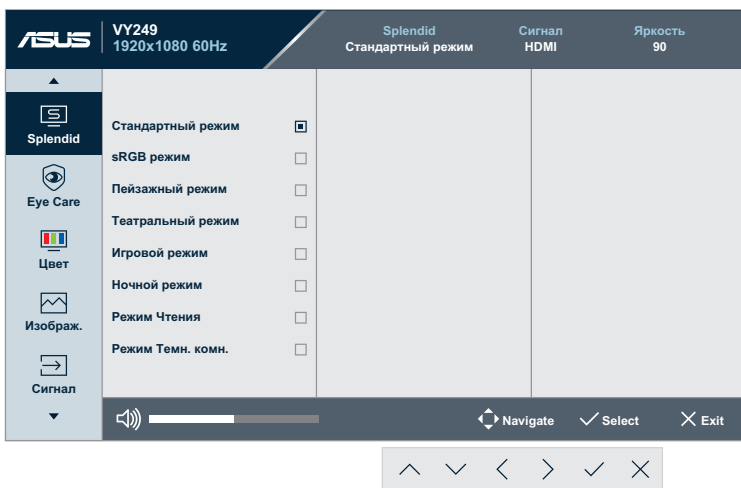 ASUS
VY249
1920x1080 60Hz
Splendid
Стандартный режим
Сигнал
HDMI
Яркость
90
Splendid
Eye Care
Цвет
Изображ.
Сигнал
Стандартный режим
sRGB режим
Пейзажный режим
Театральный режим
Игровой режим
Ночной режим
Режим Чтения
Режим Темн. комн.
Navigate
Select
Exit